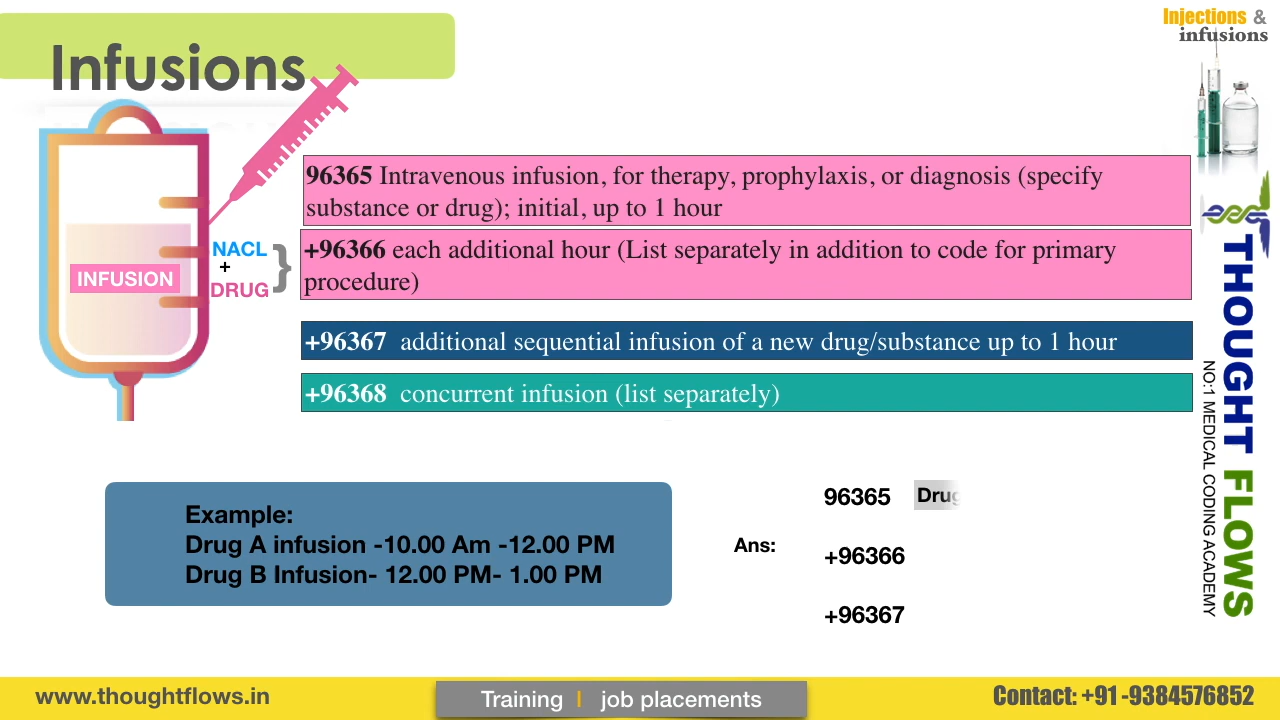 Injections &
infusions
Infusions
96365 Intravenous infusion, for therapy, prophylaxis, or diagnosis (specify
substance or drug); initial, up to 1 hour
NACL
+
DRUG
}
INFUSION
+96366 each additional hour (List separately in addition to code for primary
procedure)
+96367 additional sequential infusion of a new drug/substance up to 1 hour
+96368 concurrent infusion (list separately)
THOUGHT FLOWS
NO:1 MEDICAL CODING ACADEMY
Example:
Drug A infusion -10.00 Am -12.00 PM
Drug B Infusion- 12.00 PM- 1.00 PM
Ans:
96365 Drug
+96366
+96367
www.thoughtflows.in
Training I job placements
Contact: +91 -9384576852